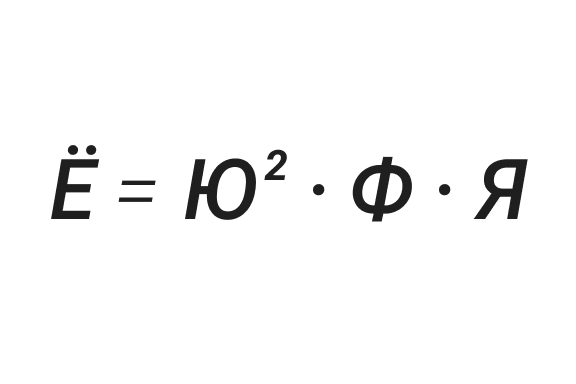 Ё = Ю² · Ф · Я